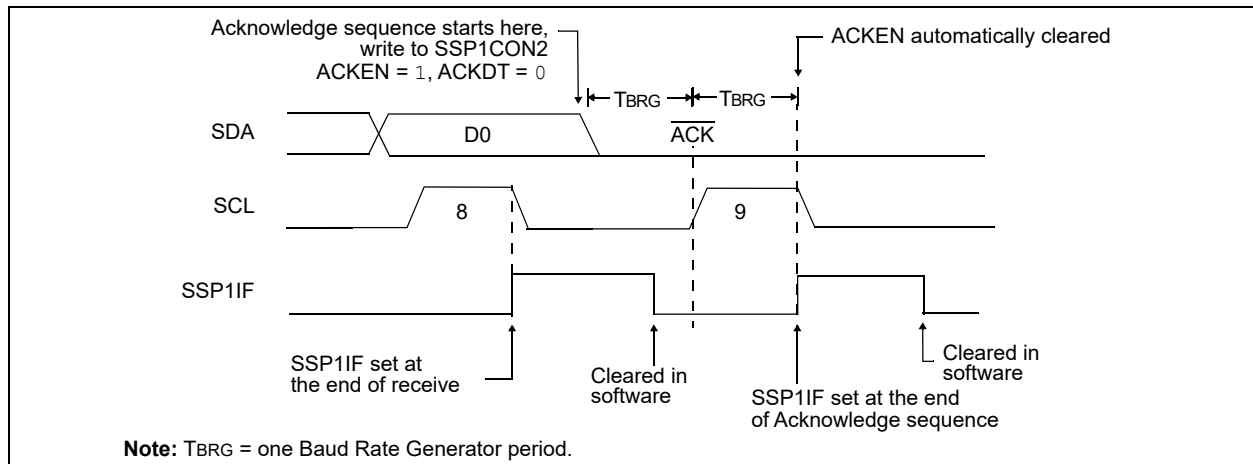 Acknowledge sequence starts here,
write to SSP1CON2
ACKEN = 1, ACKDT = 0
ACKEN automatically cleared
TBRG
TBRG
SDA
D0
ACK
SCL
8
9
SSP1IF
SSP1IF set at
the end of receive
Cleared in
software
SSP1IF set at the end
of Acknowledge sequence
Cleared in
software
Note: TBRG = one Baud Rate Generator period.